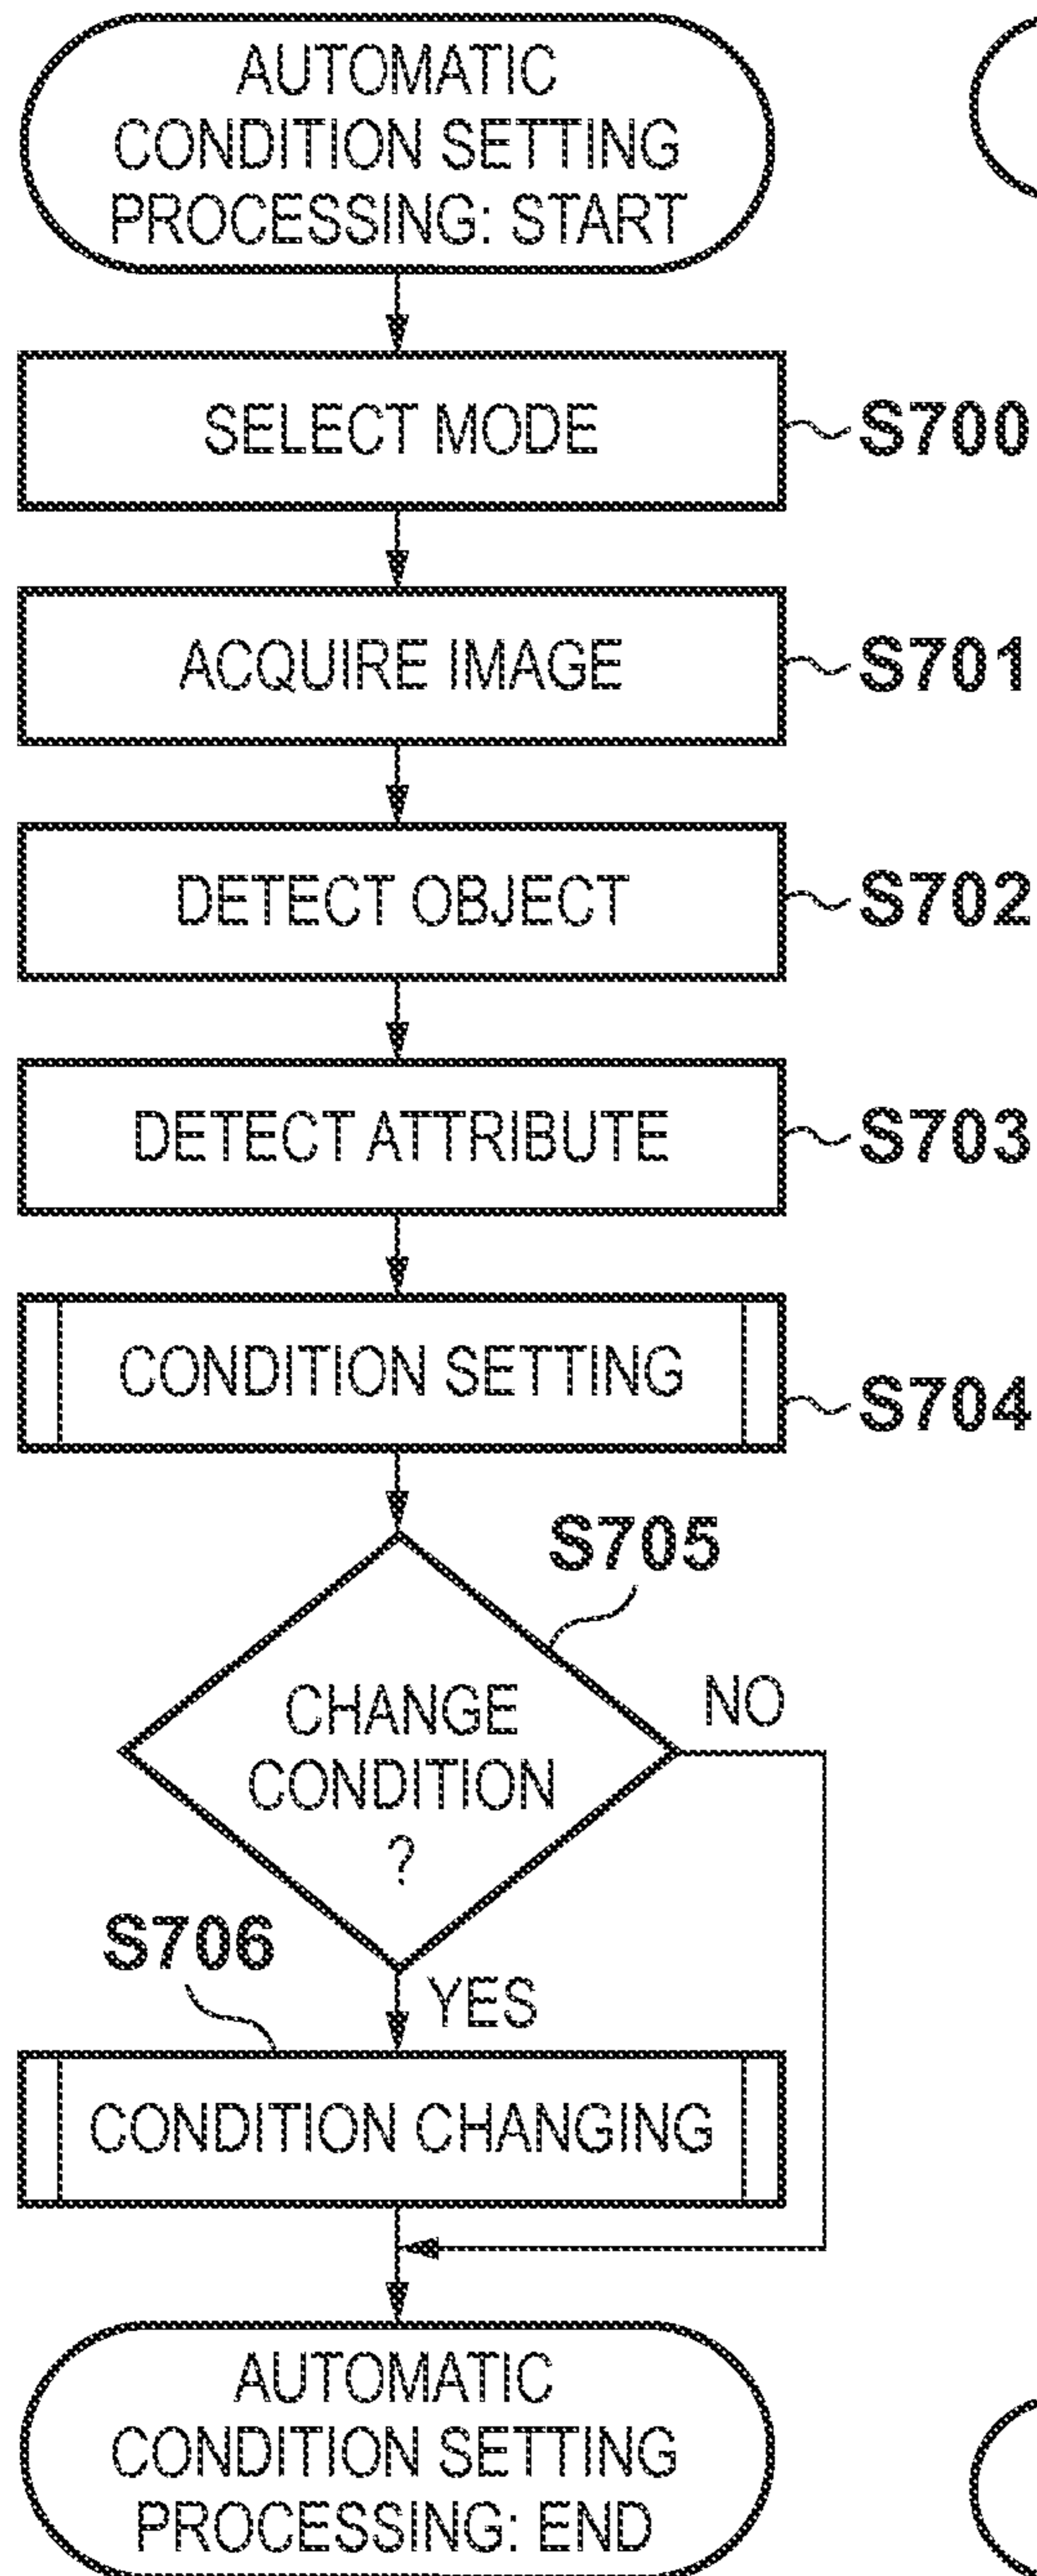 AUTOMATIC
CONDITION SETTING
PROCESSING: START
SELECT MODE
S700
ACQUIRE IMAGE
S701
DETECT OBJECT
S702
DETECT ATTRIBUTE
S703
CONDITION SETTING
S704
S705
CHANGE
CONDITION
?
NO
S706
YES
CONDITION CHANGING
AUTOMATIC
CONDITION SETTING
PROCESSING: END